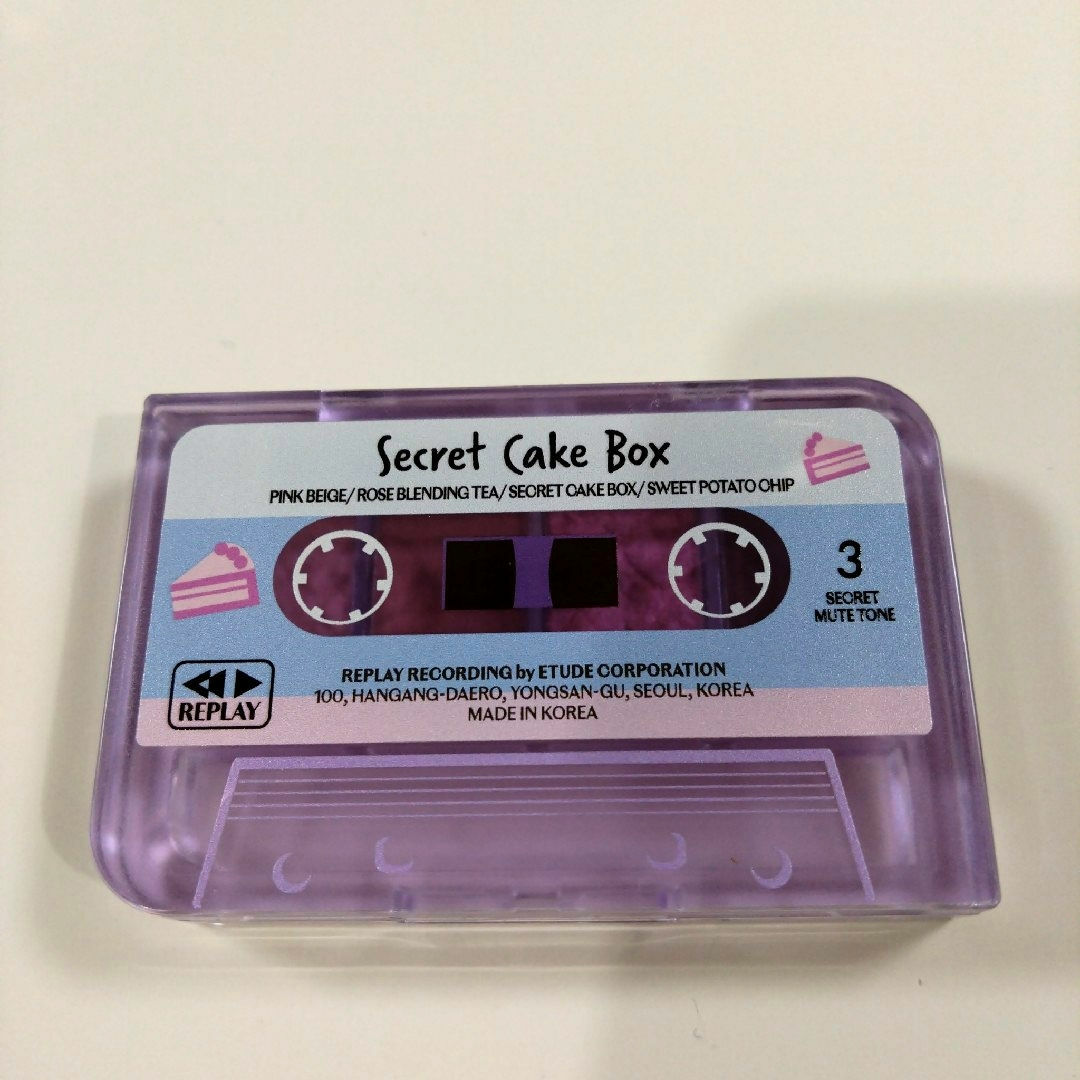 Secret Cake Box
PINK BEIGE/ ROSE BLENDING TEA/ SECRET CAKE BOX/ SWEET POTATO CHIP
3
SECRET
MUTE TONE
REPLAY
REPLAY RECORDING by ETUDE CORPORATION
100, HANGANG-DAERO, YONGSAN-GU, SEOUL, KOREA
MADE IN KOREA